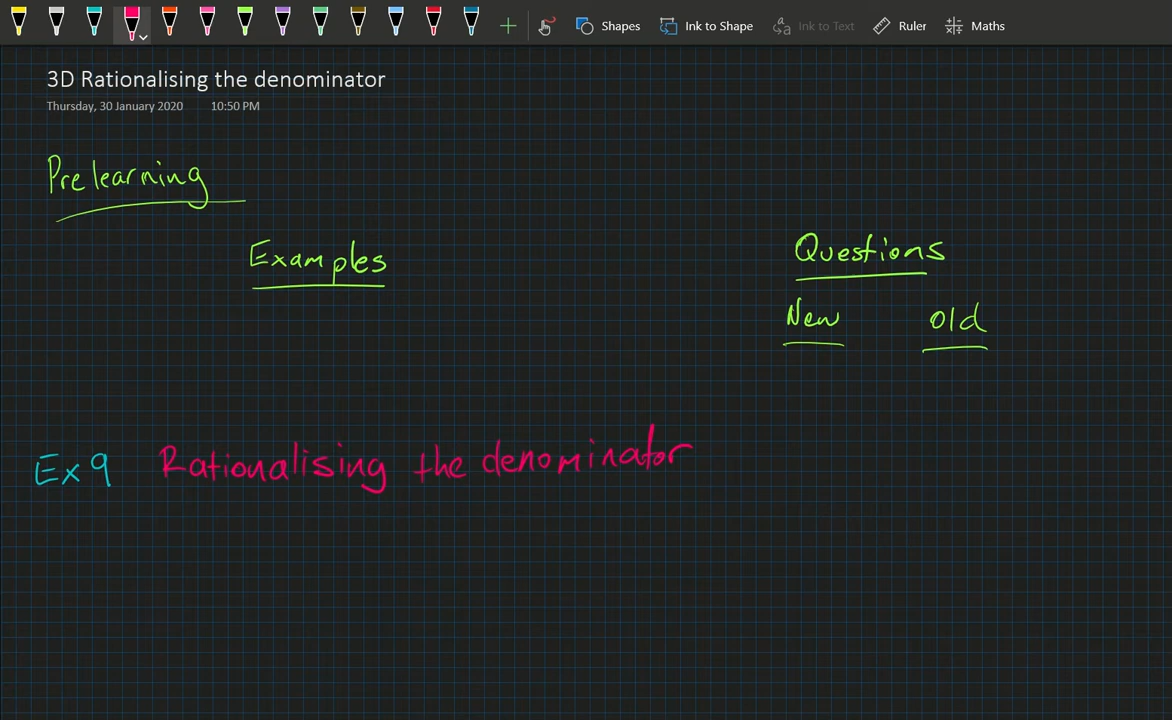 Shapes Ink to Shape Ink to Text Ruler Maths
3D Rationalising the denominator
Thursday, 30 January 2020 10:50 PM
Prelearning
Examples
Questions
New Old
Ex 9 Rationalising the denominator